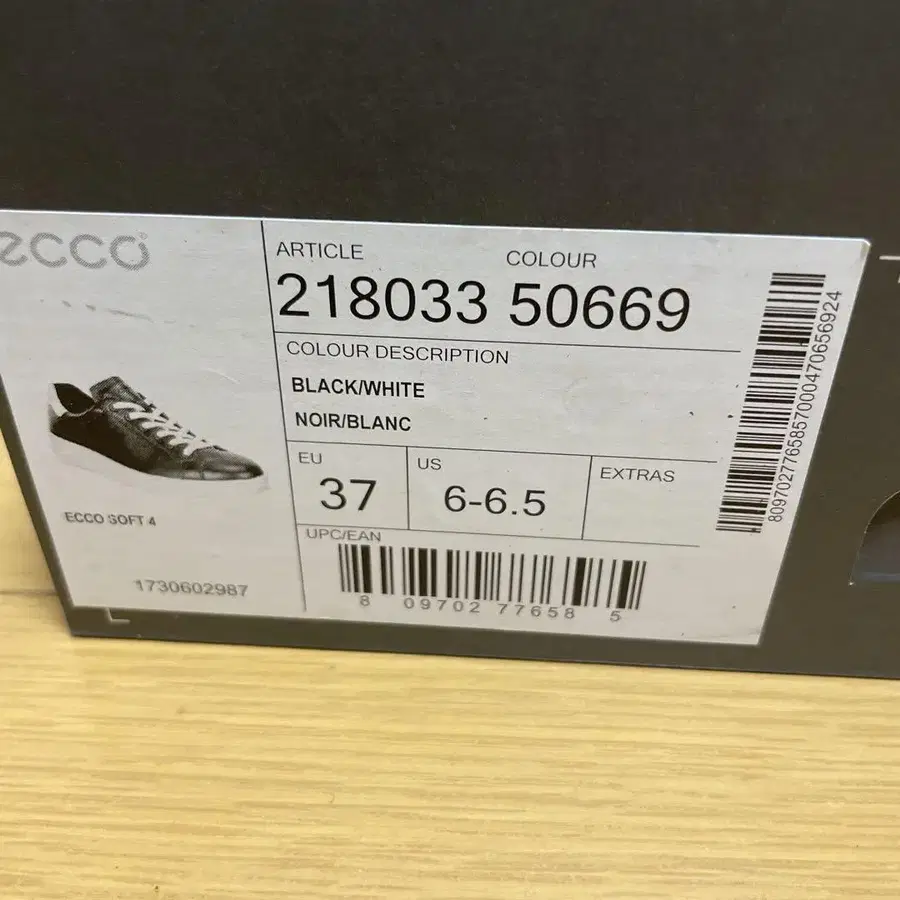 ecco
ECCO SOFT 4
1730602987
ARTICLE COLOUR
218033 50669
COLOUR DESCRIPTION
BLACK/WHITE
NOIR/BLANC
EU US EXTRAS
37 6-6.5
UPC/EAN
8 09702 77658 5
8097027765857000470656924
L